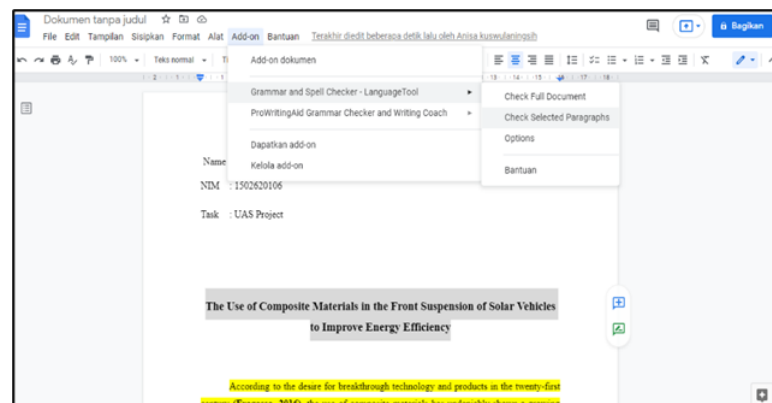 Dokumen tanpa judul
File Edit Tampilan Sisipkan Format Alat Add-on Bantuan Terakhir diedit beberapa detik lalu oleh Anisa kuswulaningsih
Bagikan
100% Teks normal
Add-on dokumen
Grammar and Spell Checker - LanguageTool
ProWritingAid Grammar Checker and Writing Coach
Dapatkan add-on
Kelola add-on
Check Full Document
Check Selected Paragraphs
Options
Bantuan
Name
NIM : 1502620106
Task : UAS Project
The Use of Composite Materials in the Front Suspension of Solar Vehicles
to Improve Energy Efficiency
According to the desire for breakthrough technology and products in the twenty-first